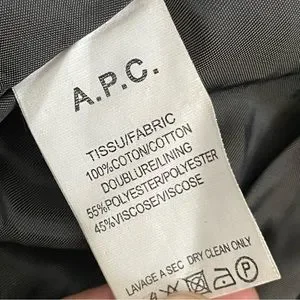 A.P.C.
TISSU/FABRIC
100%COTON/COTTON
DOUBLURE/LINING
55%POLYESTER/POLYESTER
45%VISCOSE/VISCOSE
LAVAGE A SEC DRY CLEAN ONLY